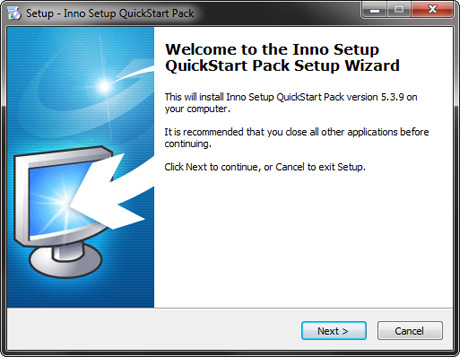 Setup - Inno Setup QuickStart Pack
Welcome to the Inno Setup
QuickStart Pack Setup Wizard
This will install Inno Setup QuickStart Pack version 5.3.9 on
your computer.
It is recommended that you close all other applications before
continuing.
Click Next to continue, or Cancel to exit Setup.
Next >
Cancel